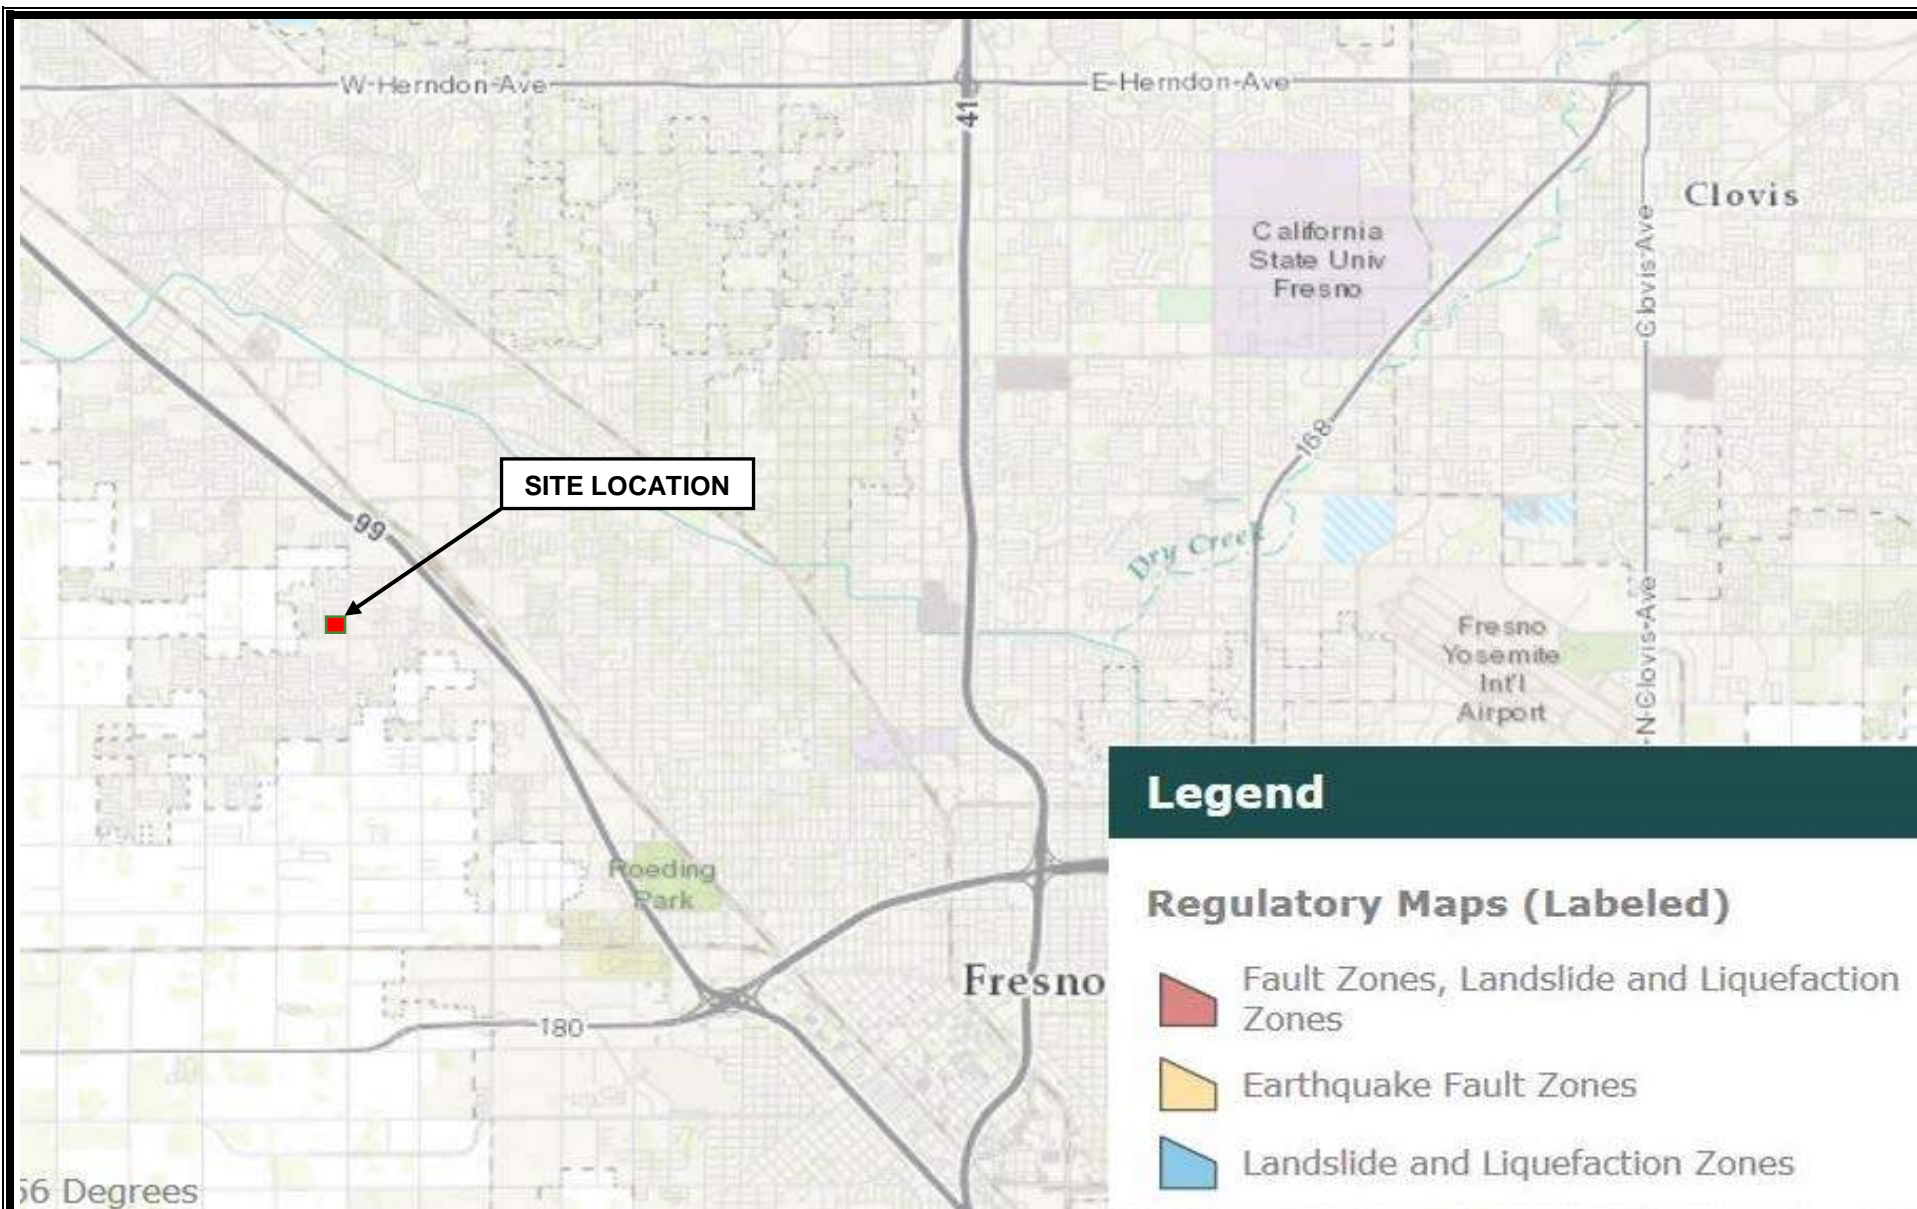 W-Herndon-Ave
E-Herndon-Ave
41
Clovis
California
State Univ
Fresno
Clovis Ave
168
SITE LOCATION
99
Dry Creek
Fresno
Yosemite
Int'l
Airport
N-Clovis-Ave
Legend
Roeding
Park
Regulatory Maps (Labeled)
Fresno
Fault Zones, Landslide and Liquefaction
Zones
180
Earthquake Fault Zones
Landslide and Liquefaction Zones
56 Degrees